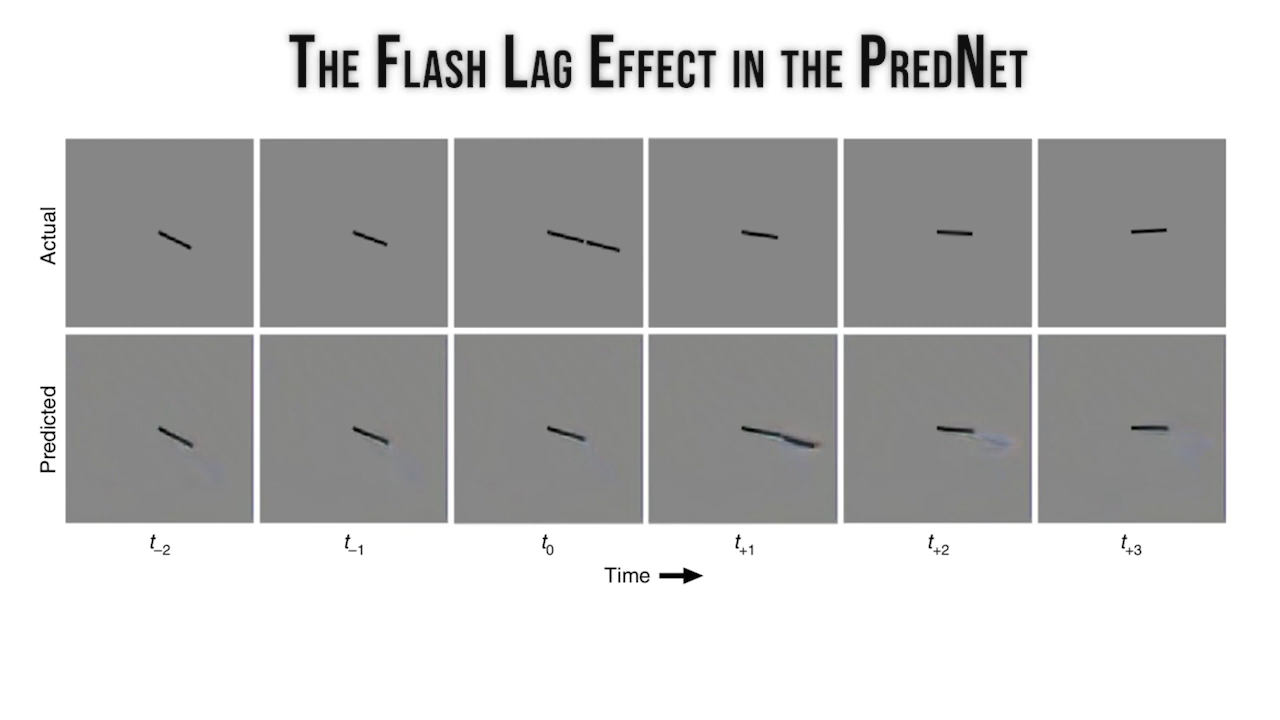 THE FLASH LAG EFFECT IN THE PREDNET
Actual
Predicted
t–2
t–1
t0
t+1
t+2
t+3
Time